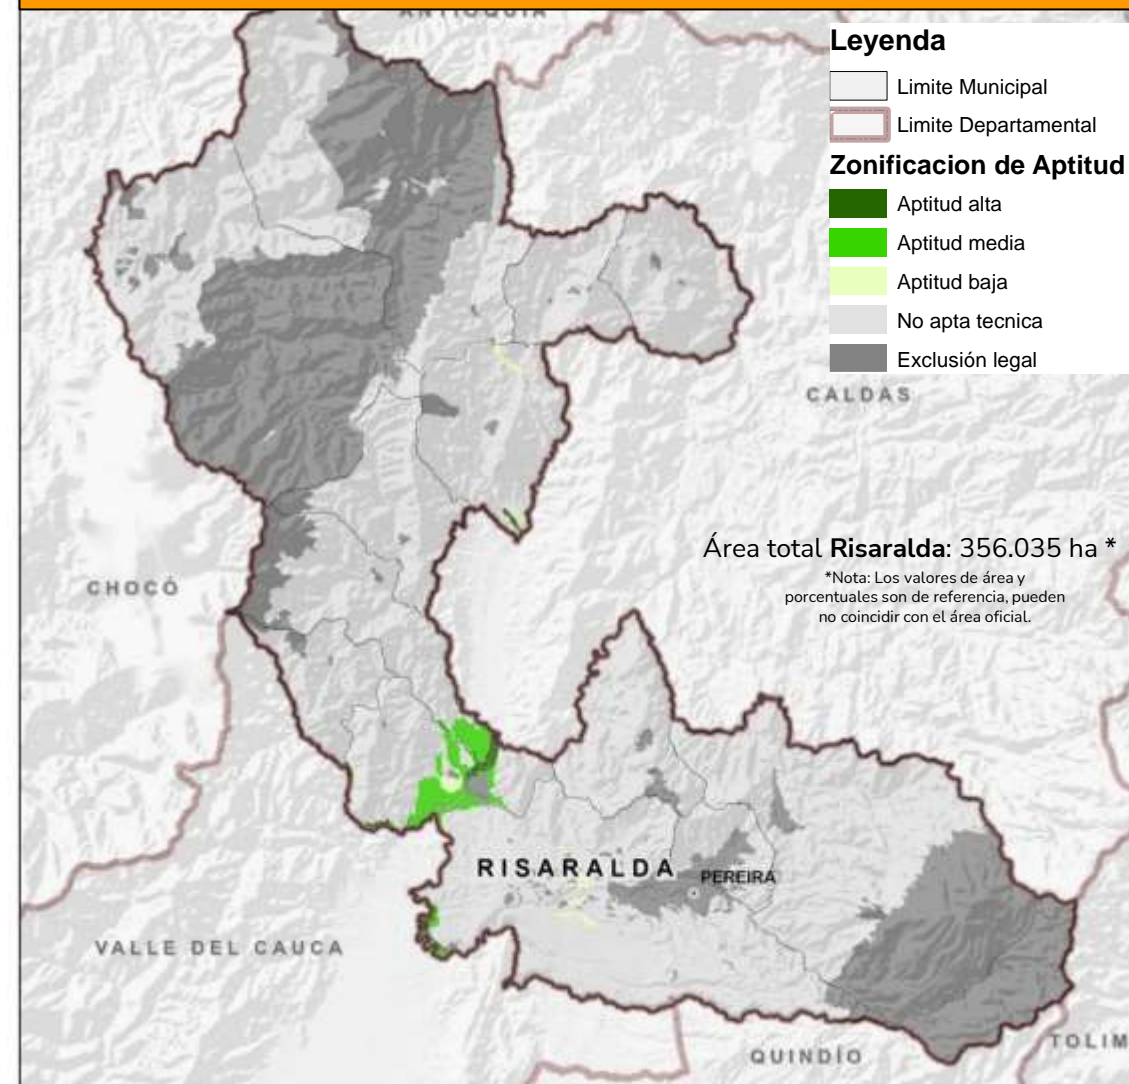 ANTIOQUIA
Leyenda
Limite Municipal
Limite Departamental
Zonificacion de Aptitud
Aptitud alta
Aptitud media
Aptitud baja
No apta tecnica
Exclusión legal
CALDAS
Área total Risaralda: 356.035 ha *
*Nota: Los valores de área y
porcentuales son de referencia, pueden
no coincidir con el área oficial.
CHOCÓ
RISARALDA
PEREIRA
VALLE DEL CAUCA
QUINDÍO
TOLIM